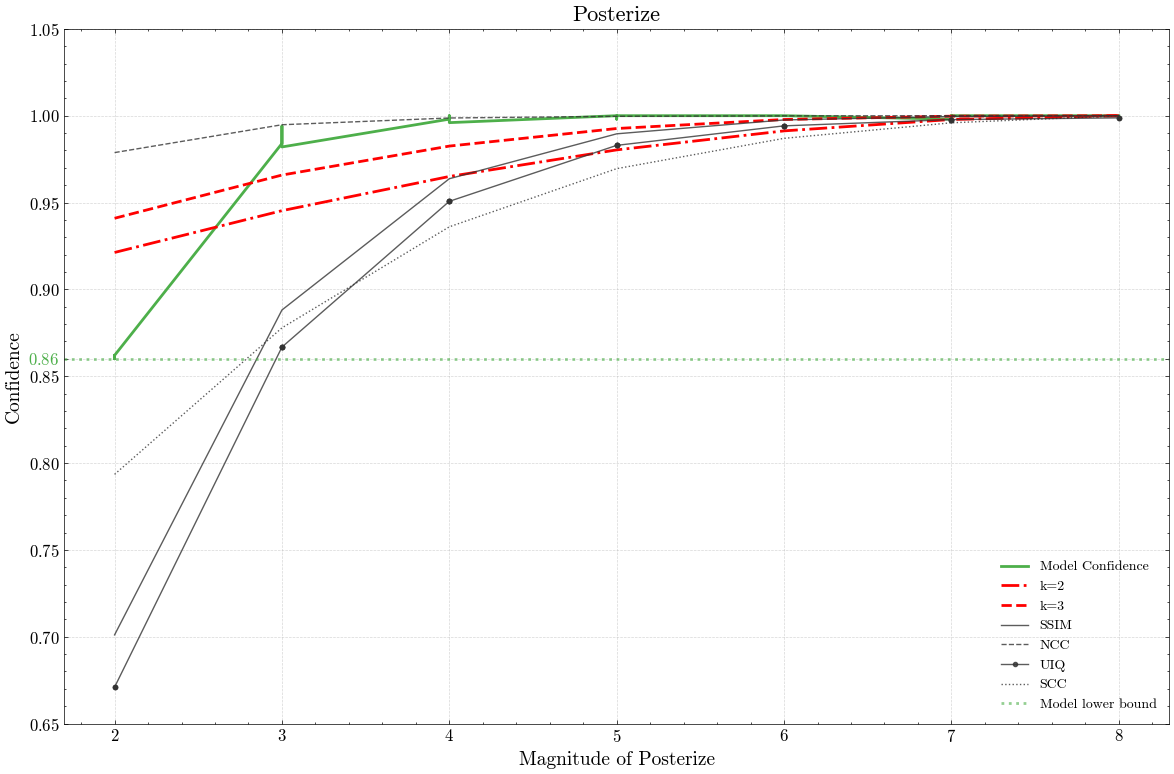 Posterize
1.05
1.00
0.95
0.90
0.86
0.85
0.80
0.75
0.70
0.65
Confidence
2 3 4 5 6 7 8
Magnitude of Posterize
Model Confidence
k=2
k=3
SSIM
NCC
UIQ
SCC
Model lower bound